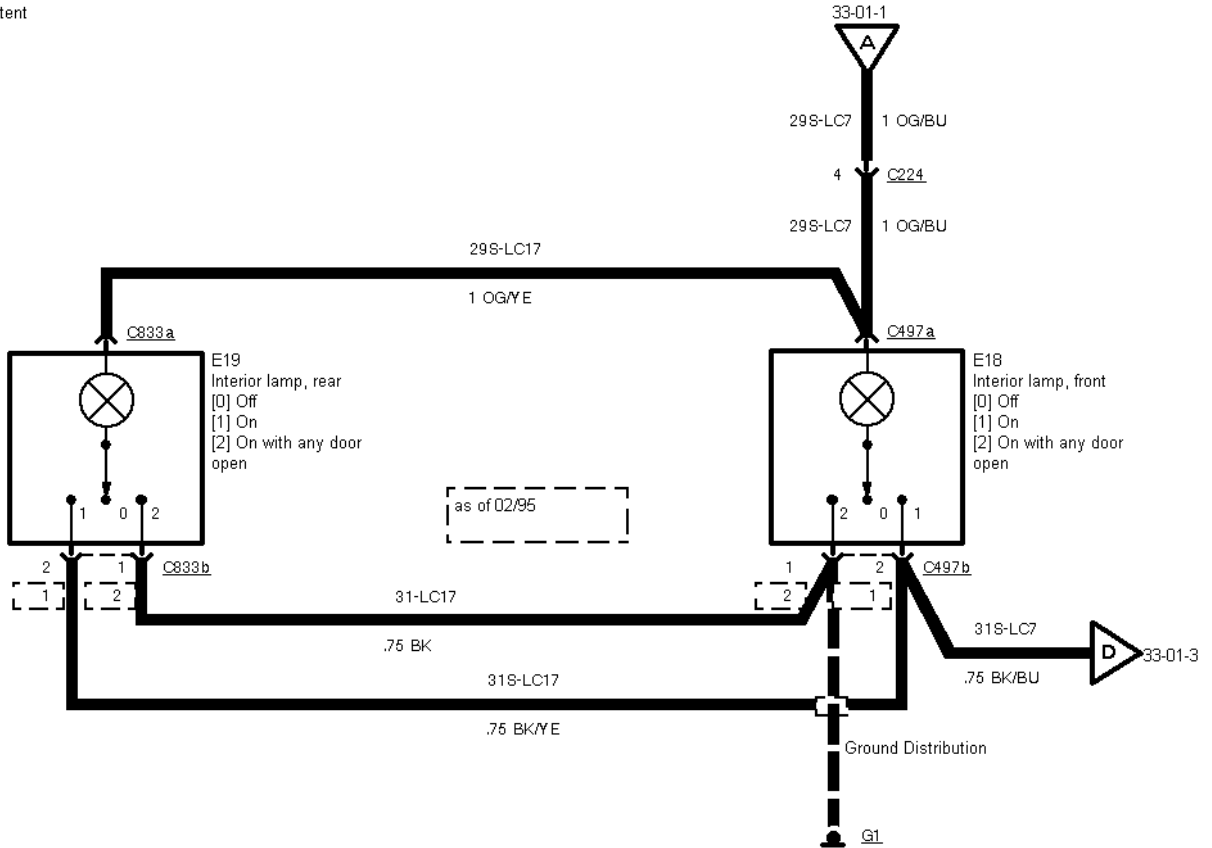 tent
33-01-1
A
29S-LC7 1 OG/BU
4 C224
29S-LC7 1 OG/BU
29S-LC17
1 OG/YE
C833a
C497a
E19
Interior lamp, rear
[0] Off
[1] On
[2] On with any door
open
E18
Interior lamp, front
[0] Off
[1] On
[2] On with any door
open
as of 02/95
1 0 2
2 0 1
2 1 C833b
1 2
1 2 C497b
2 1
31-LC17
.75 BK
31S-LC7
D 33-01-3
.75 BK/BU
31S-LC17
.75 BK/YE
Ground Distribution
G1